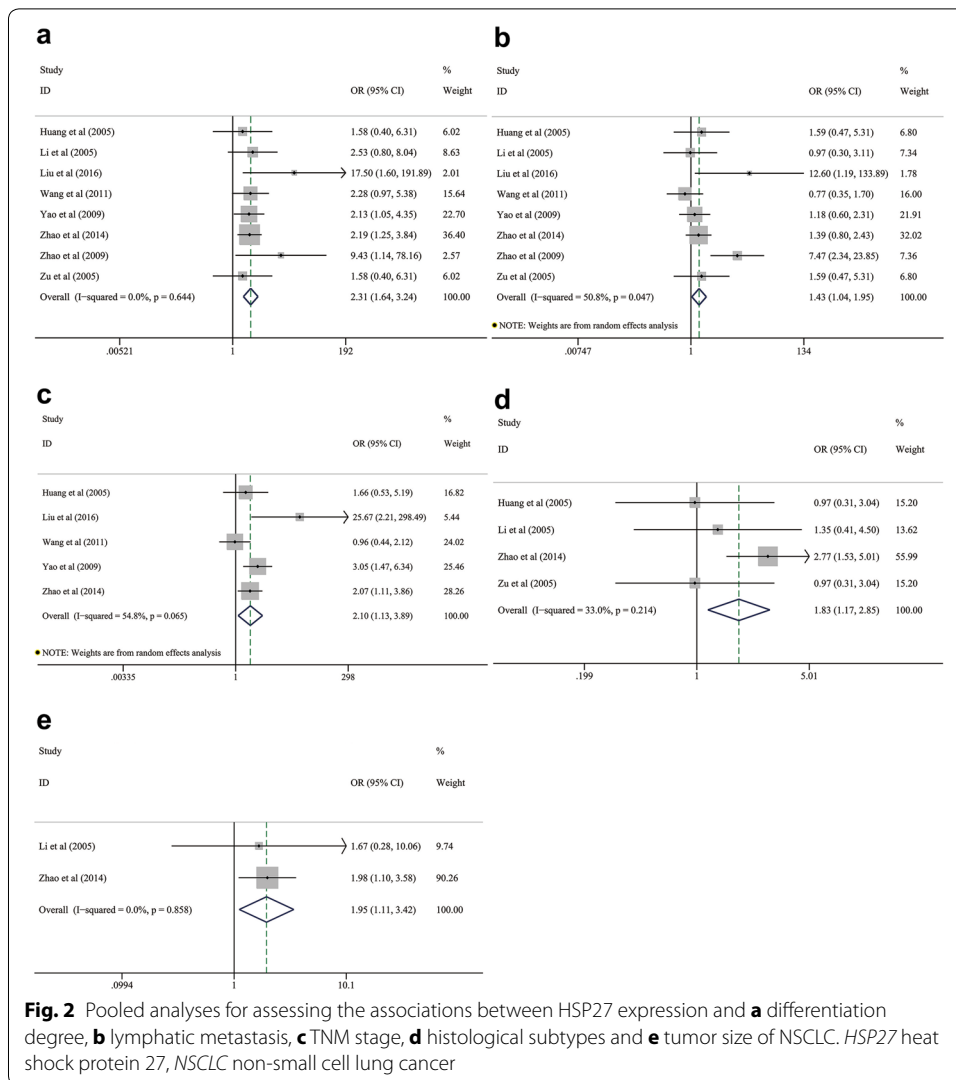 a
Study %
ID OR (95% CI) Weight
Huang et al (2005) 1.58 (0.40, 6.31) 6.02
Li et al (2005) 2.53 (0.80, 8.04) 8.63
Liu et al (2016) 17.50 (1.60, 191.89) 2.01
Wang et al (2011) 2.28 (0.97, 5.38) 15.64
Yao et al (2009) 2.13 (1.05, 4.35) 22.70
Zhao et al (2014) 2.19 (1.25, 3.84) 36.40
Zhao et al (2009) 9.43 (1.14, 78.16) 2.57
Zu et al (2005) 1.58 (0.40, 6.31) 6.02
Overall (I−squared = 0.0%, p = 0.644) 2.31 (1.64, 3.24) 100.00
.00521 1 192
b
Study %
ID OR (95% CI) Weight
Huang et al (2005) 1.59 (0.47, 5.31) 6.80
Li et al (2005) 0.97 (0.30, 3.11) 7.34
Liu et al (2016) 12.60 (1.19, 133.89) 1.78
Wang et al (2011) 0.77 (0.35, 1.70) 16.00
Yao et al (2009) 1.18 (0.60, 2.31) 21.91
Zhao et al (2014) 1.39 (0.80, 2.43) 32.02
Zhao et al (2009) 7.47 (2.34, 23.85) 7.36
Zu et al (2005) 1.59 (0.47, 5.31) 6.80
Overall (I−squared = 50.8%, p = 0.047) 1.43 (1.04, 1.95) 100.00
NOTE: Weights are from random effects analysis
.00747 1 134
c
Study %
ID OR (95% CI) Weight
Huang et al (2005) 1.66 (0.53, 5.19) 16.82
Liu et al (2016) 25.67 (2.21, 298.49) 5.44
Wang et al (2011) 0.96 (0.44, 2.12) 24.02
Yao et al (2009) 3.05 (1.47, 6.34) 25.46
Zhao et al (2014) 2.07 (1.11, 3.86) 28.26
Overall (I−squared = 54.8%, p = 0.065) 2.10 (1.13, 3.89) 100.00
NOTE: Weights are from random effects analysis
.00335 1 298
d
Study %
ID OR (95% CI) Weight
Huang et al (2005) 0.97 (0.31, 3.04) 15.20
Li et al (2005) 1.35 (0.41, 4.50) 13.62
Zhao et al (2014) 2.77 (1.53, 5.01) 55.99
Zu et al (2005) 0.97 (0.31, 3.04) 15.20
Overall (I−squared = 33.0%, p = 0.214) 1.83 (1.17, 2.85) 100.00
.199 1 5.01
e
Study %
ID OR (95% CI) Weight
Li et al (2005) 1.67 (0.28, 10.06) 9.74
Zhao et al (2014) 1.98 (1.10, 3.58) 90.26
Overall (I−squared = 0.0%, p = 0.858) 1.95 (1.11, 3.42) 100.00
.0994 1 10.1
Fig. 2 Pooled analyses for assessing the associations between HSP27 expression and a differentiation
degree, b lymphatic metastasis, c TNM stage, d histological subtypes and e tumor size of NSCLC. HSP27 heat
shock protein 27, NSCLC non-small cell lung cancer